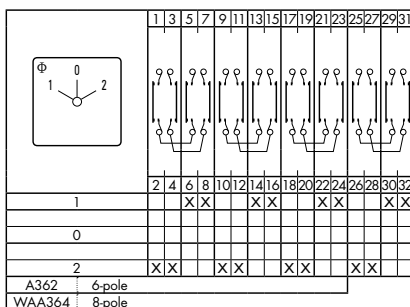 1 3 5 7 9 11 13 15 17 19 21 23 25 27 29 31
Φ 0
1 2
2 4 6 8 10 12 14 16 18 20 22 24 26 28 30 32
1 X X X X X X X X
0
2 X X X X X X X X
A362 6-pole
WAA364 8-pole